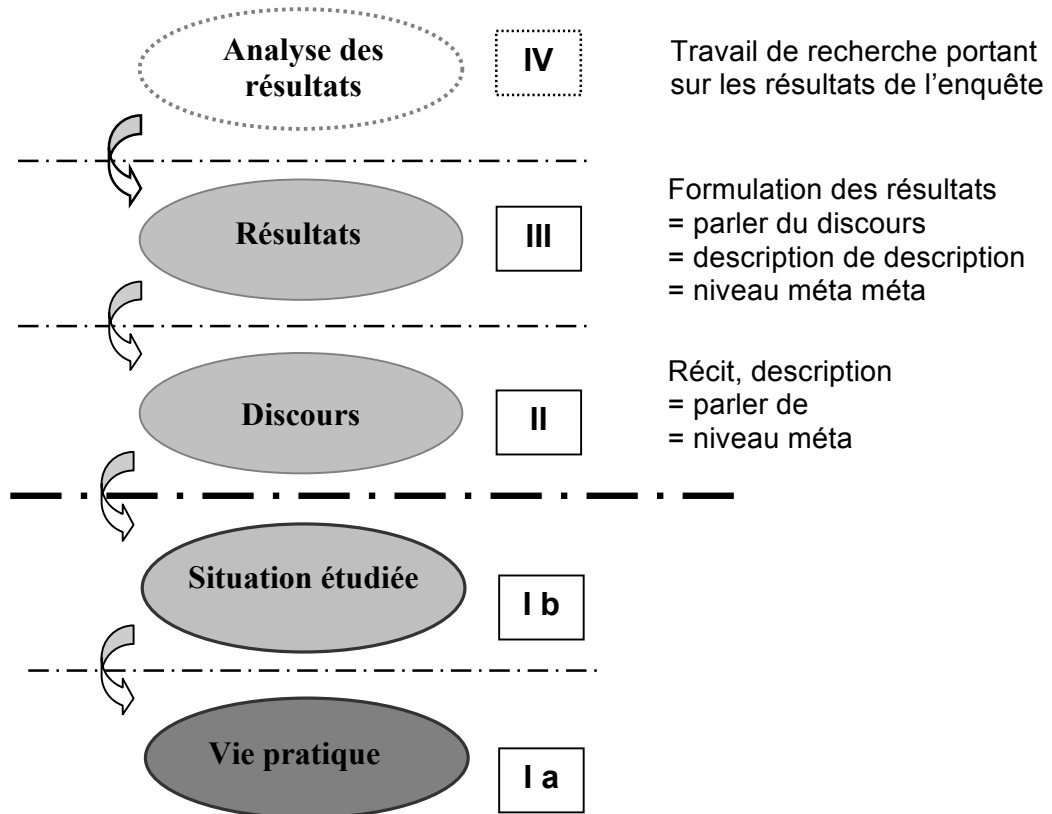 Analyse des
résultats
IV
Travail de recherche portant
sur les résultats de l’enquête
Résultats
III
Formulation des résultats
= parler du discours
= description de description
= niveau méta méta
Discours
II
Récit, description
= parler de
= niveau méta
Situation étudiée
I b
Vie pratique
I a